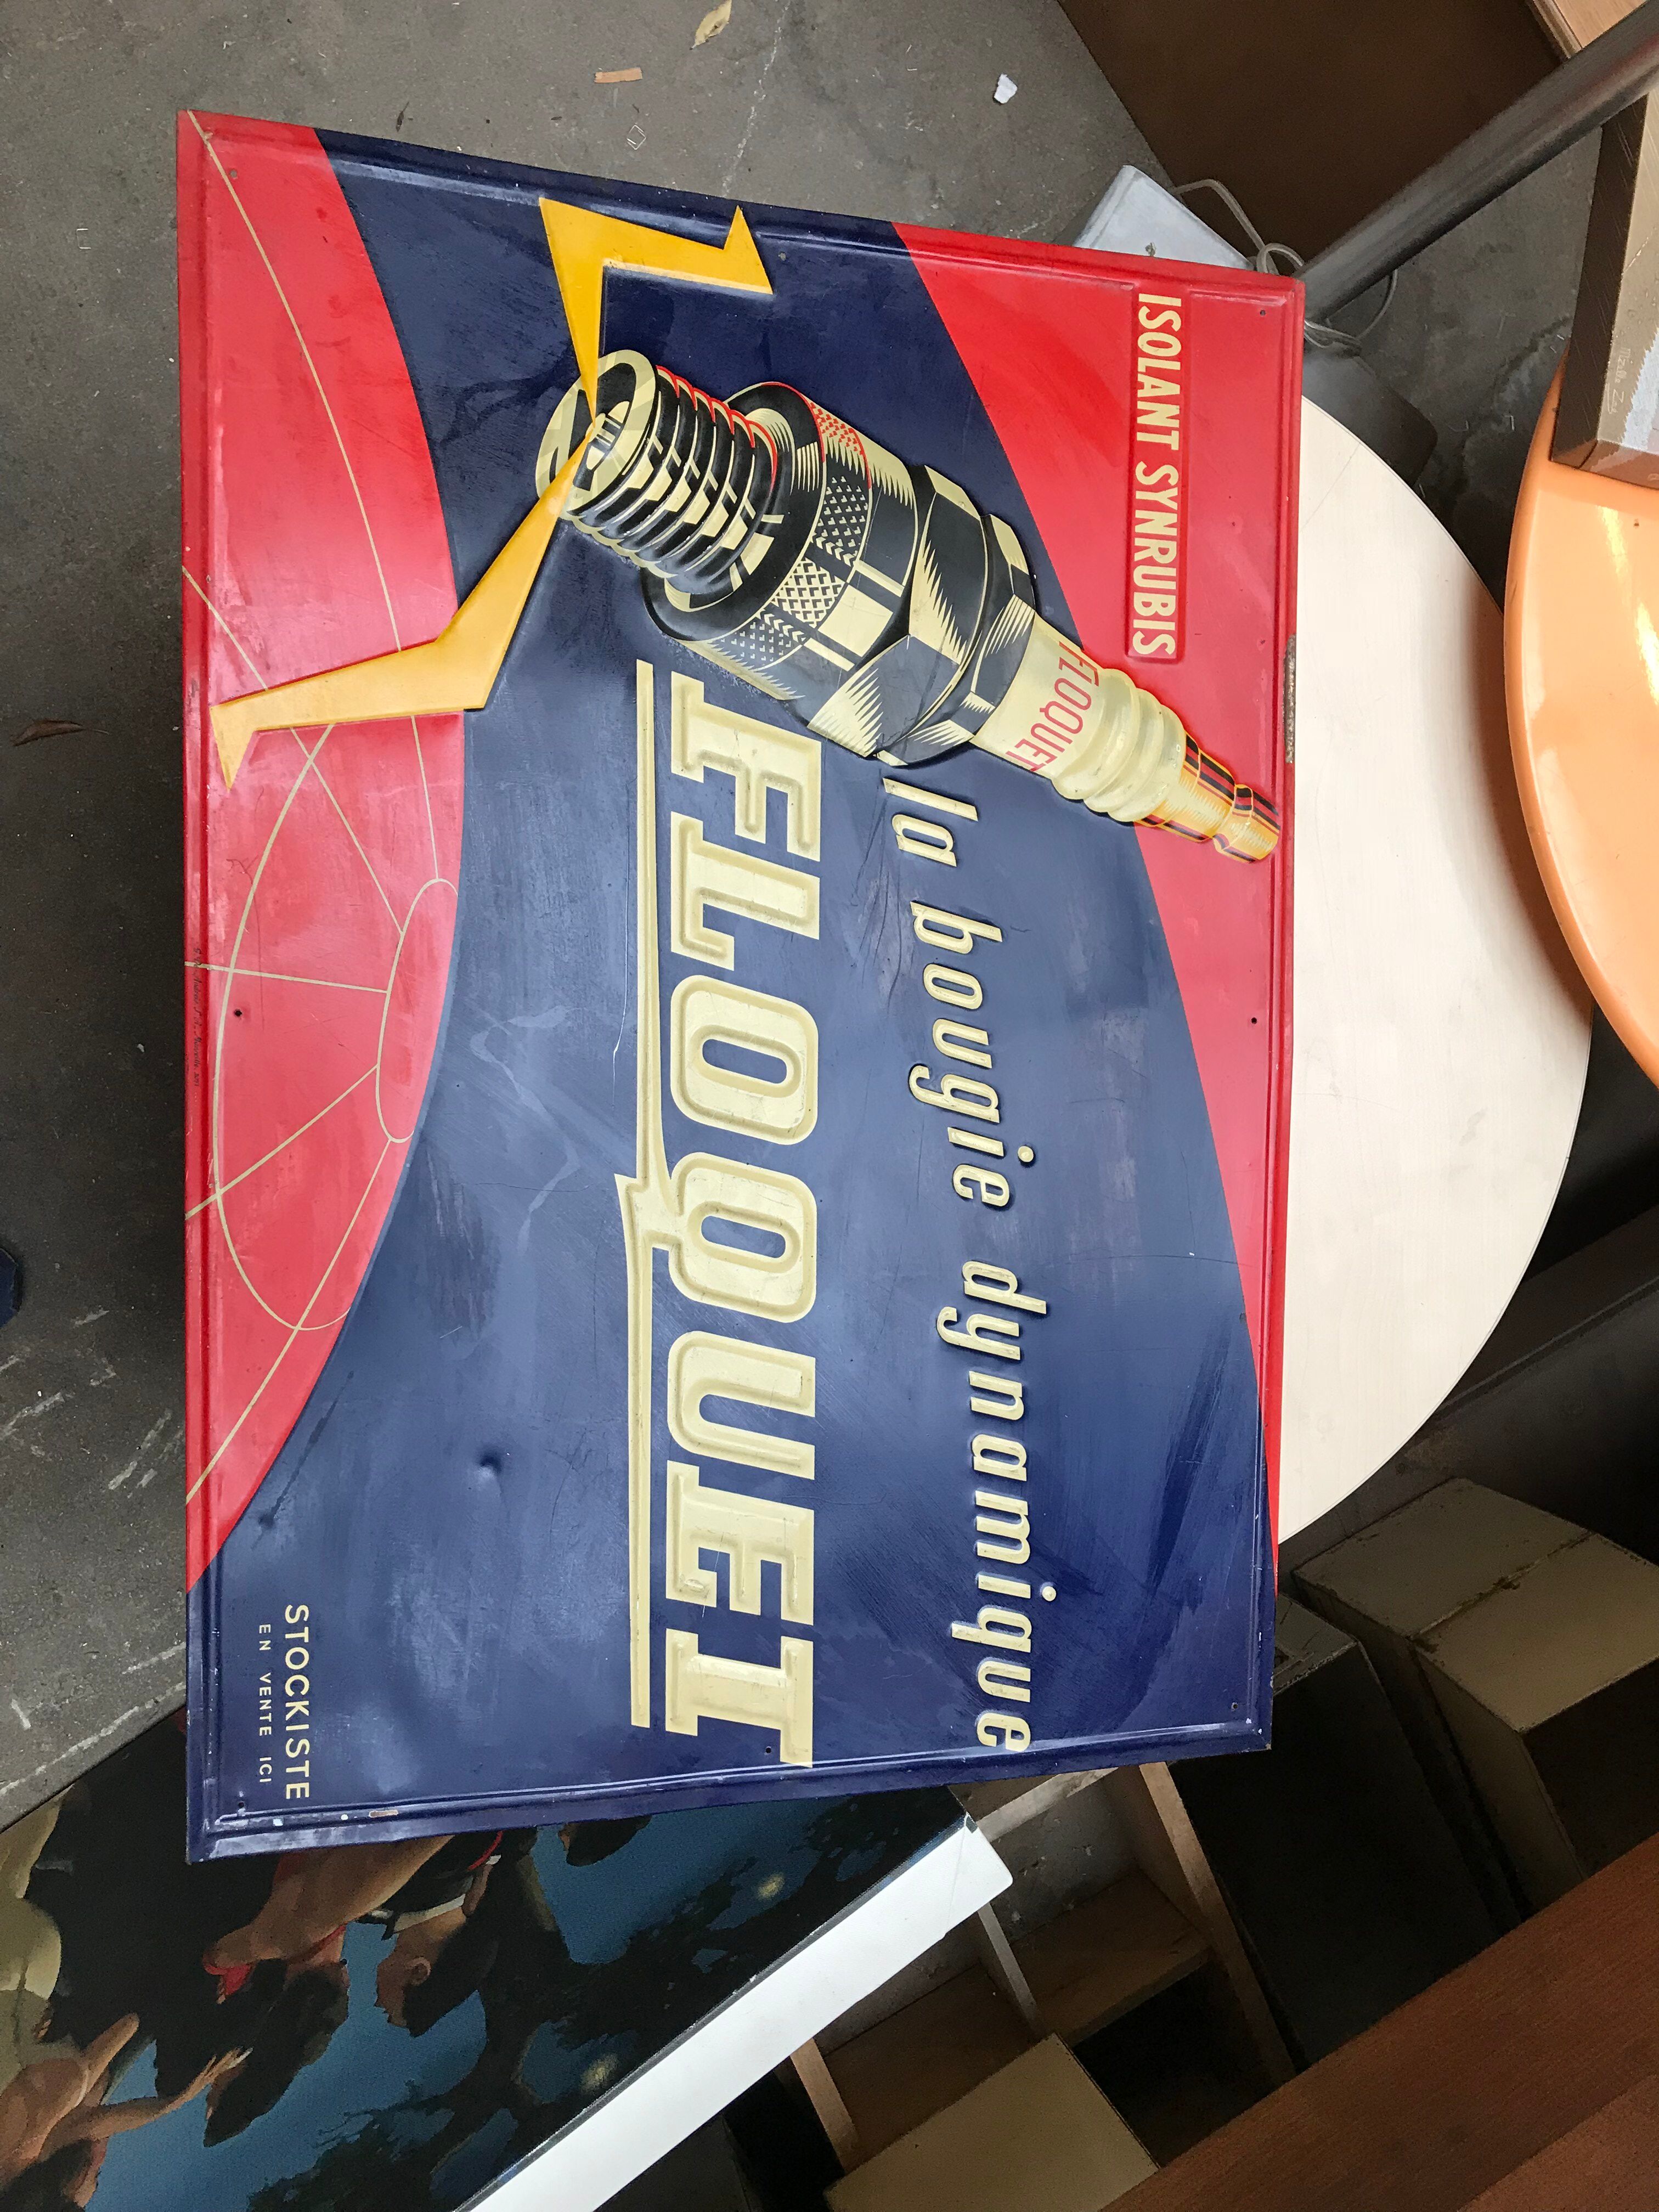 ISOLANT SYNRUBIS
FLOQUET
la bougie dynamique
FLOQUET
STOCKISTE
EN VENTE ICI